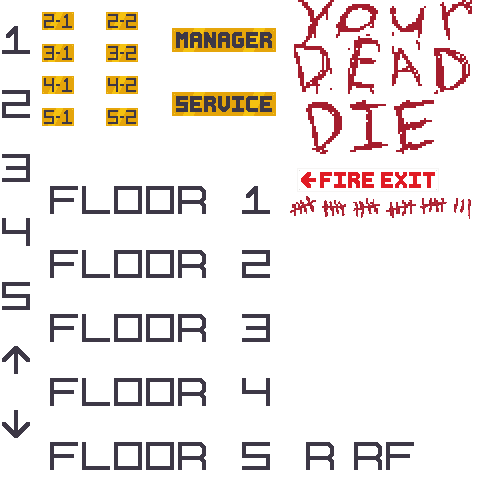 1
2
3
4
5
↑
↓
2-1 2-2
3-1 3-2
4-1 4-2
5-1 5-2
MANAGER
SERVICE
Your
DEAD
DIE
←FIRE EXIT
FLOOR 1
FLOOR 2
FLOOR 3
FLOOR 4
FLOOR 5 R RF